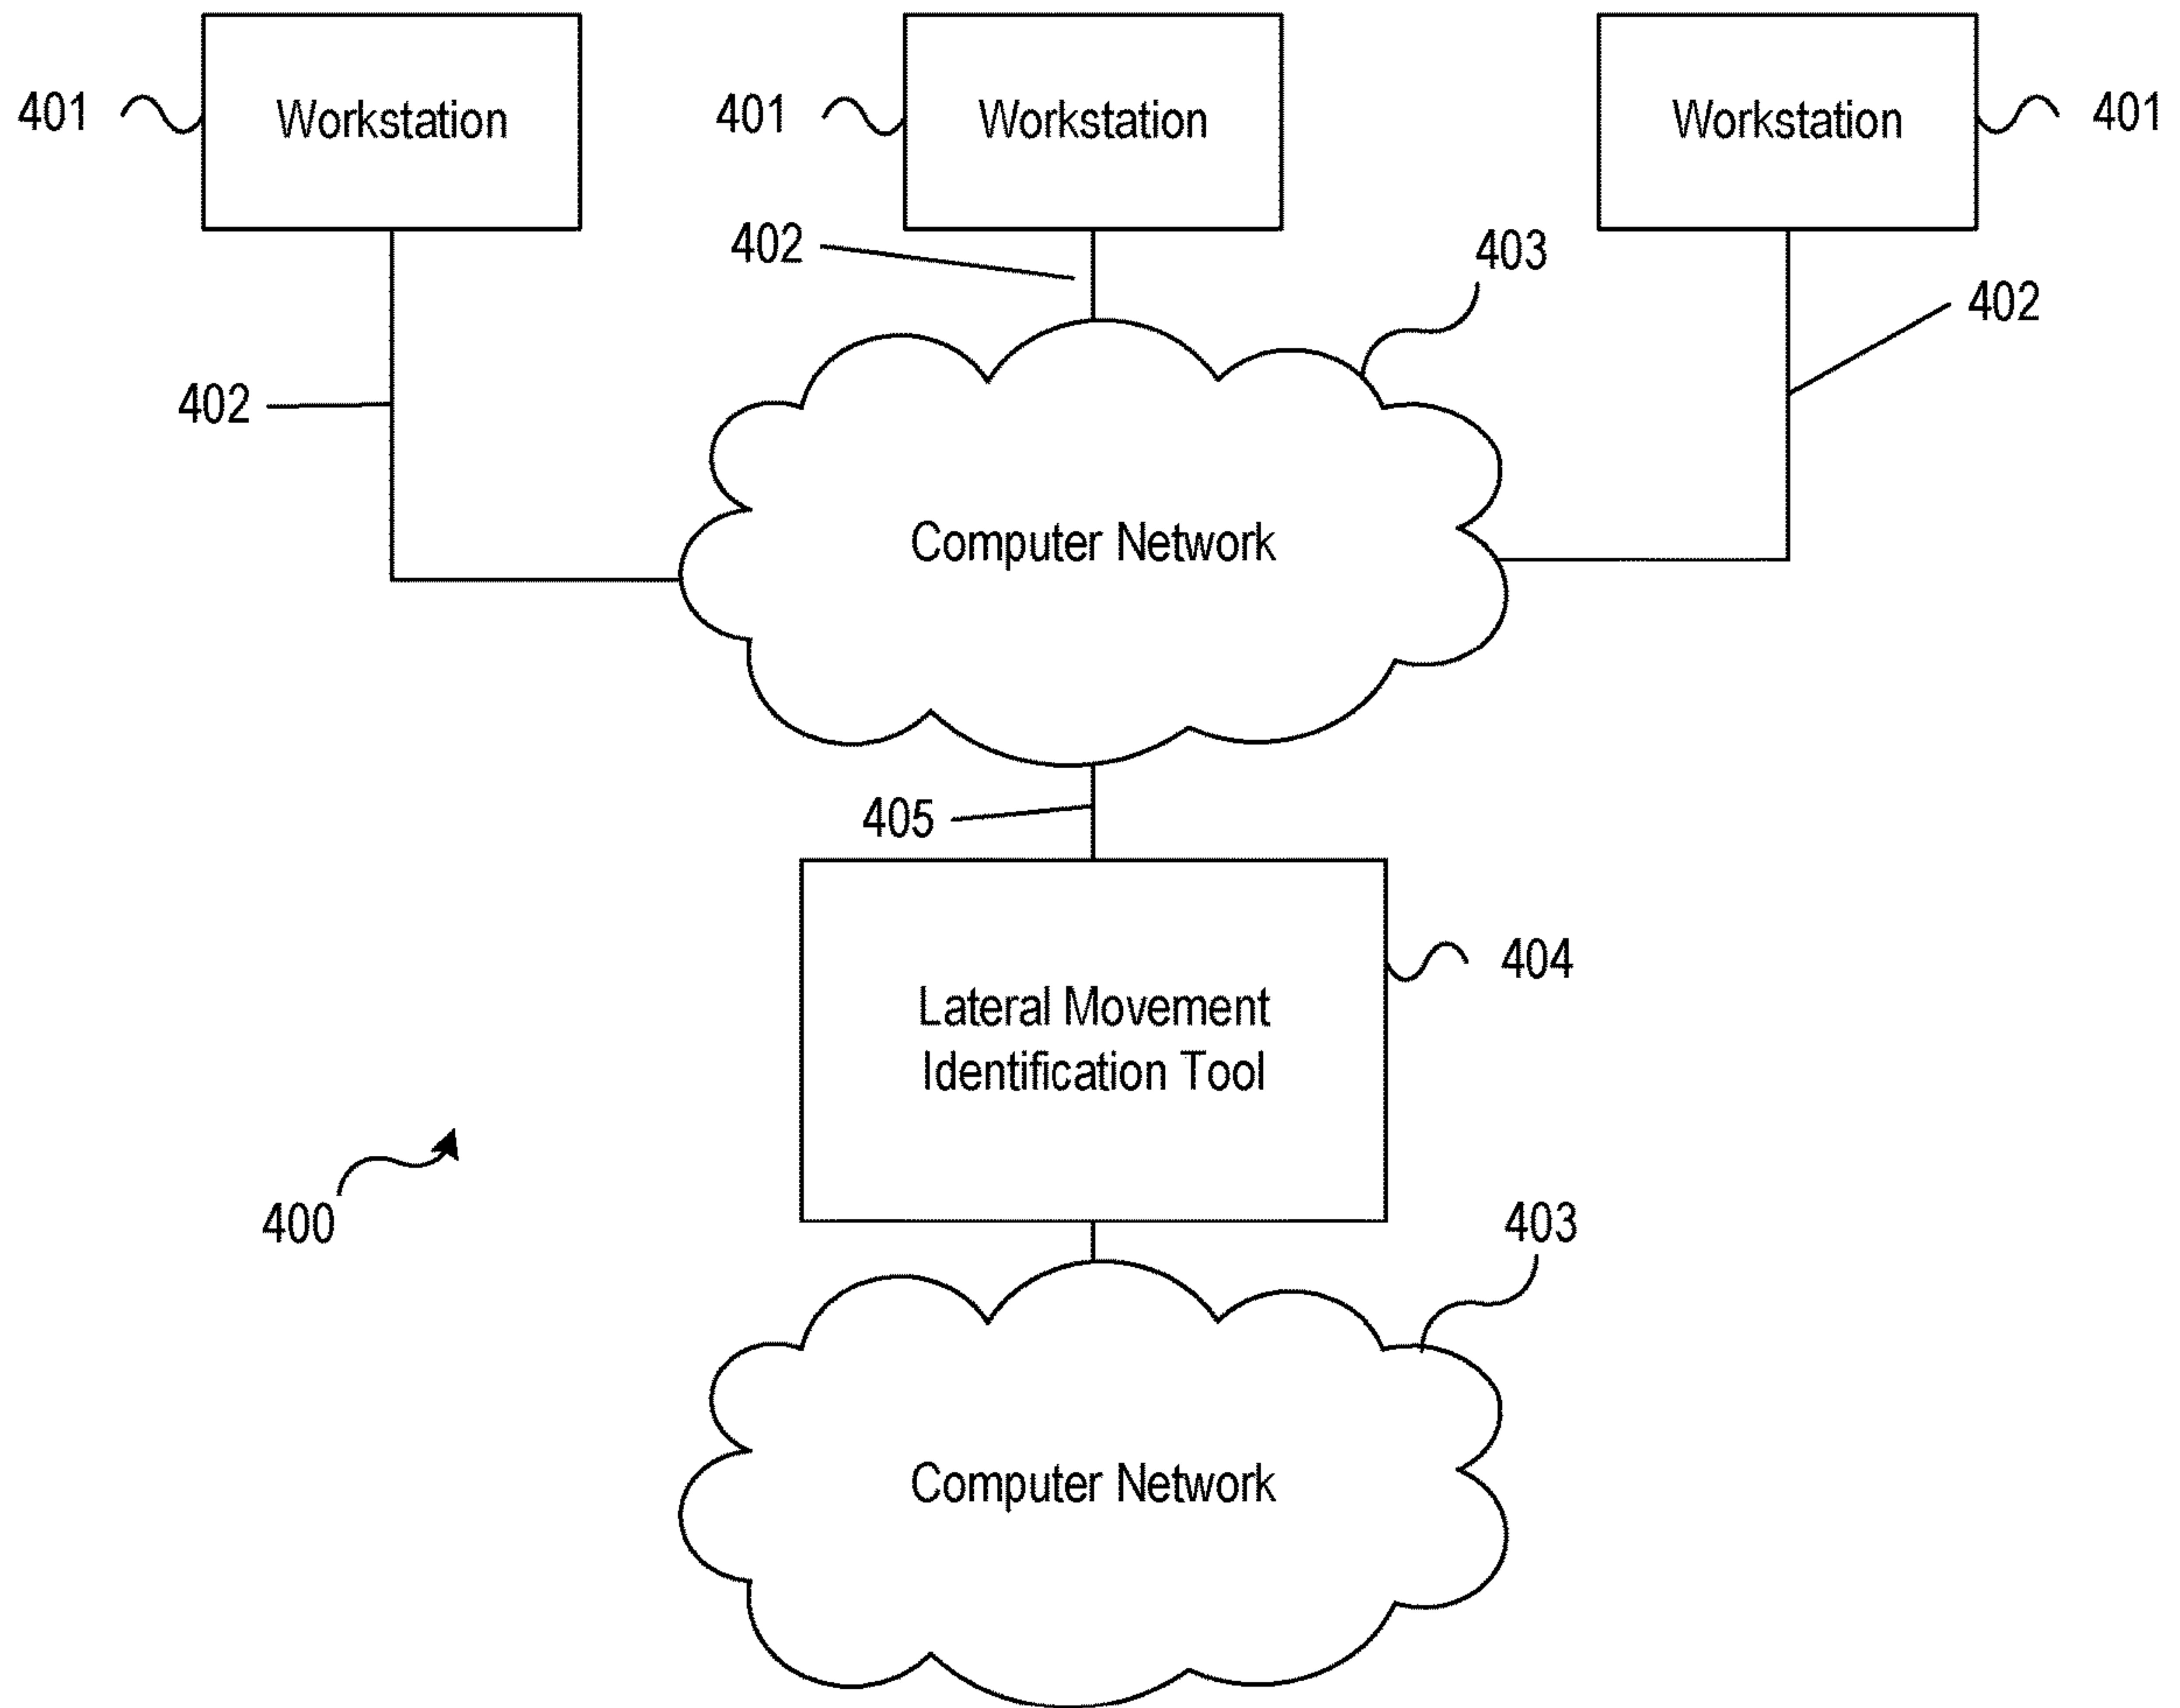 401
Workstation
401
Workstation
Workstation
401
402
403
402
402
Computer Network
405
404
Lateral Movement
Identification Tool
400
403
Computer Network